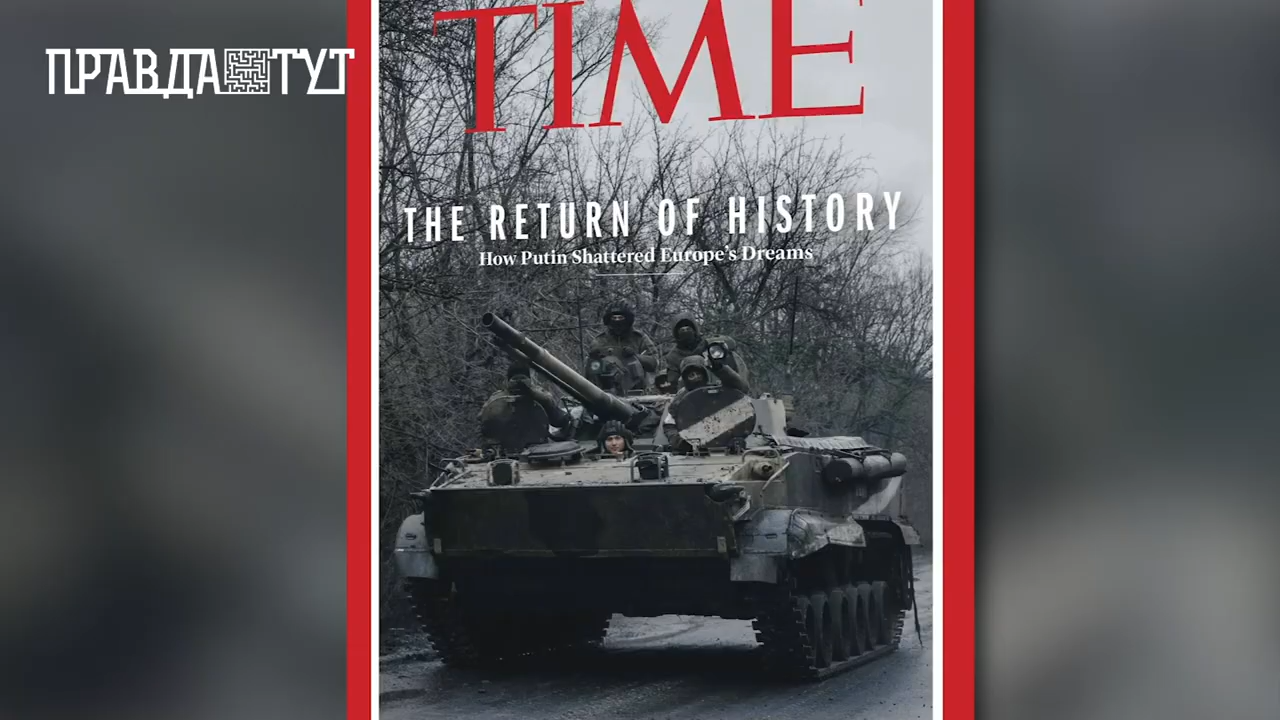 ПРАВДА ТУТ
TIME
THE RETURN OF HISTORY
How Putin Shattered Europe's Dreams